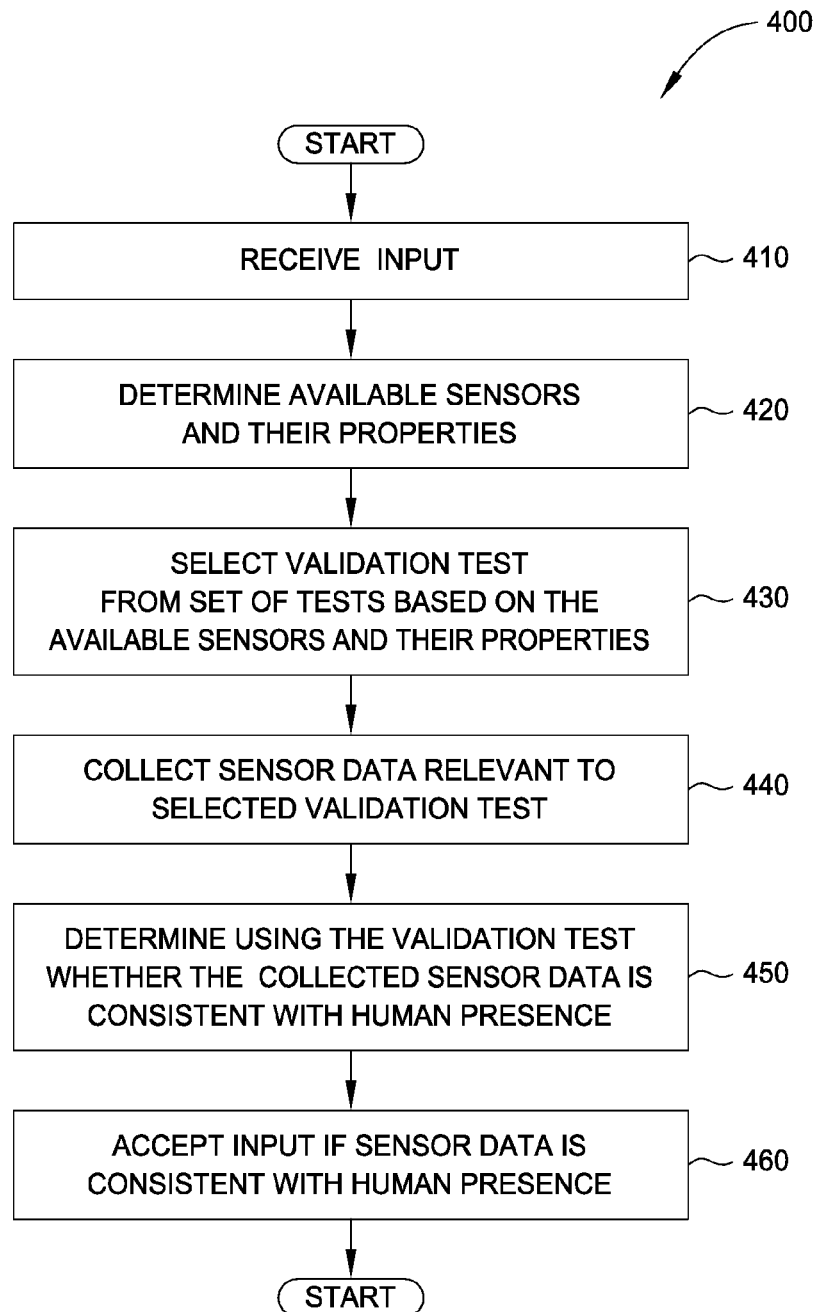 400
START
RECEIVE INPUT
410
DETERMINE AVAILABLE SENSORS
AND THEIR PROPERTIES
420
SELECT VALIDATION TEST
FROM SET OF TESTS BASED ON THE
AVAILABLE SENSORS AND THEIR PROPERTIES
430
COLLECT SENSOR DATA RELEVANT TO
SELECTED VALIDATION TEST
440
DETERMINE USING THE VALIDATION TEST
WHETHER THE COLLECTED SENSOR DATA IS
CONSISTENT WITH HUMAN PRESENCE
450
ACCEPT INPUT IF SENSOR DATA IS
CONSISTENT WITH HUMAN PRESENCE
460
START